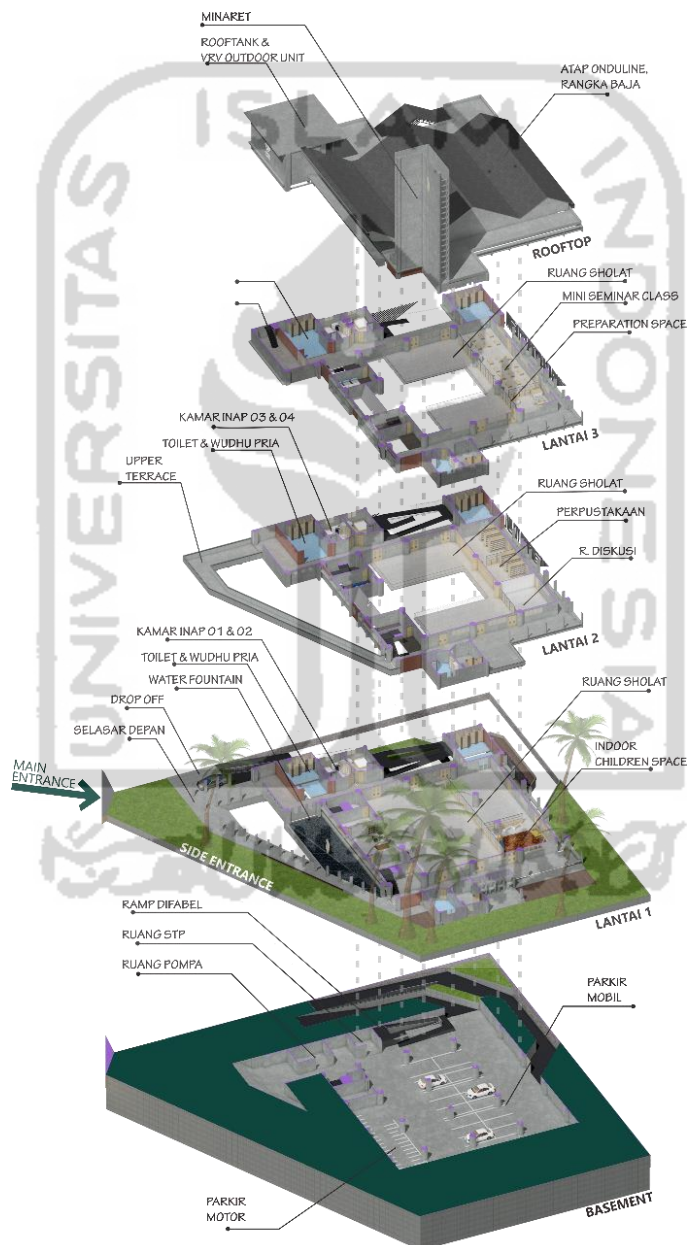 MINARET
ROOFTANK &
VRV OUTDOOR UNIT
ATAP ONDULINE,
RANGKA BAJA
ISLAM
UNIVERSITAS
INDONESIA
ROOFTOP
RUANG SHOLAT
MINI SEMINAR CLASS
PREPARATION SPACE
LANTAI 3
KAMAR INAP 03 & 04
TOILET & WUDHU PRIA
UPPER
TERRACE
RUANG SHOLAT
PERPUSTAKAAN
R. DISKUSI
LANTAI 2
KAMAR INAP 01 & 02
TOILET & WUDHU PRIA
WATER FOUNTAIN
DROP OFF
SELASAR DEPAN
RUANG SHOLAT
INDOOR
CHILDREN SPACE
MAIN
ENTRANCE
SIDE ENTRANCE
LANTAI 1
RAMP DIFABEL
RUANG STP
RUANG POMPA
PARKIR
MOBIL
PARKIR
MOTOR
BASEMENT